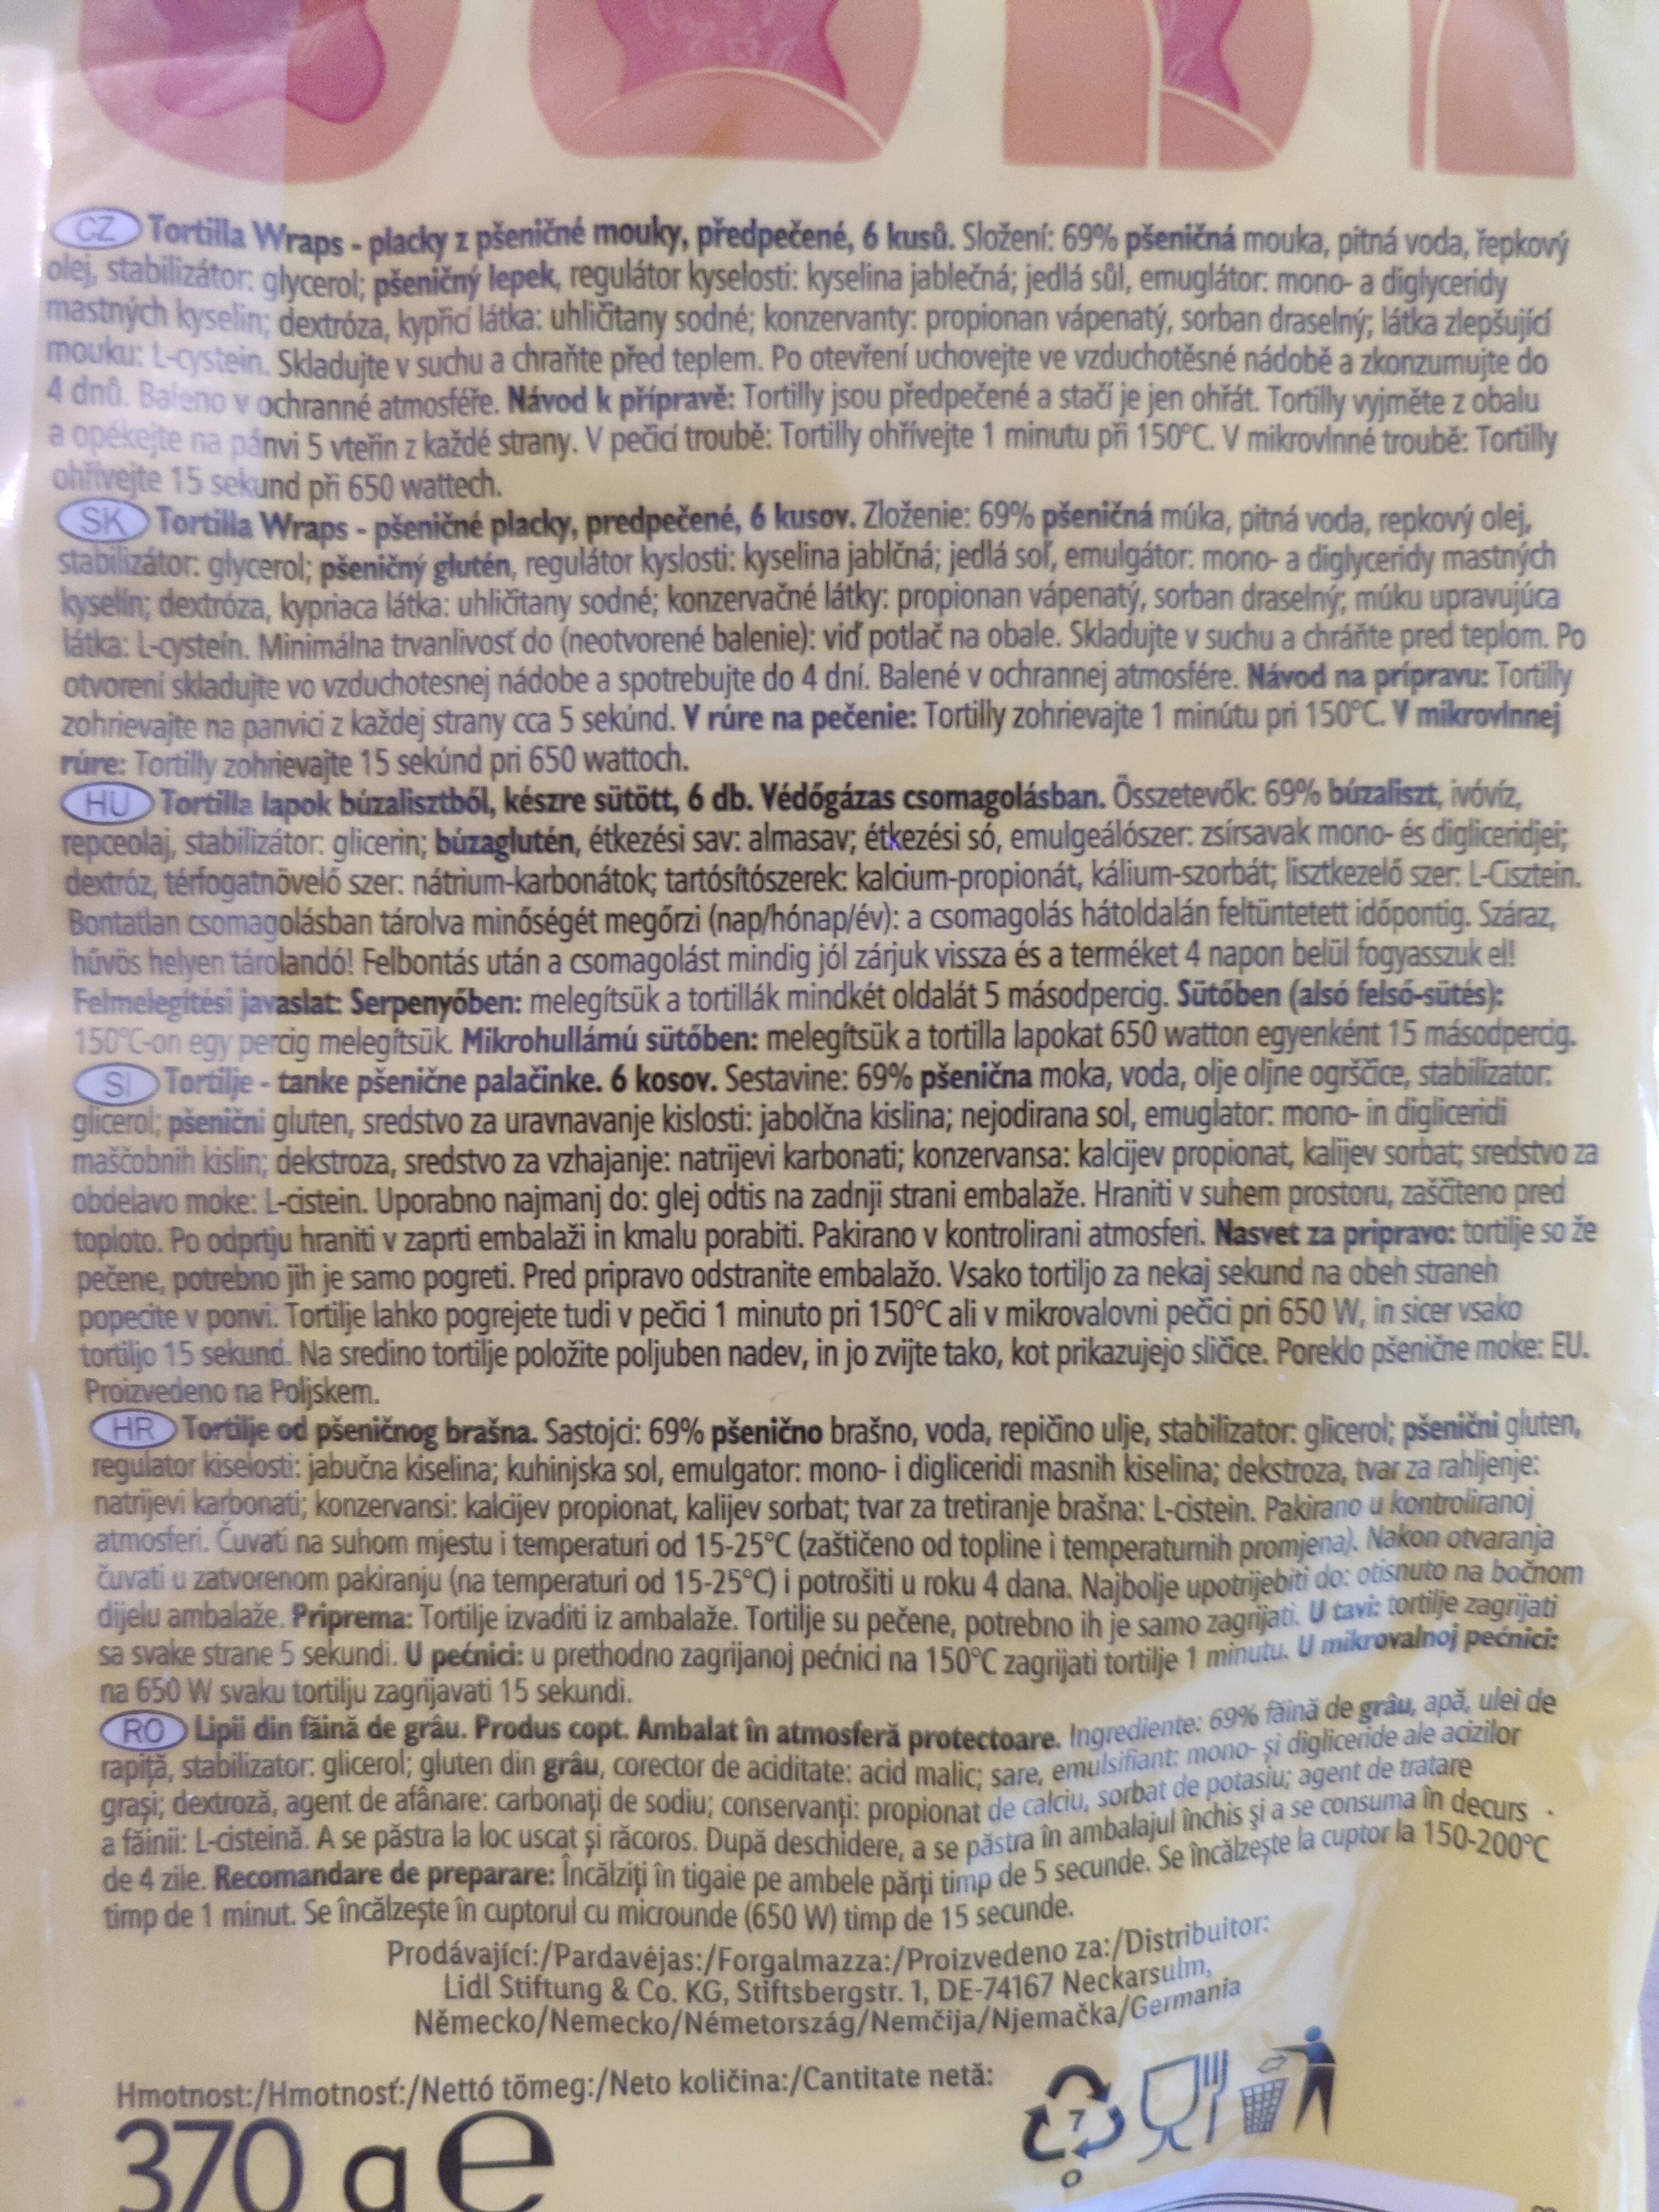 CZ Tortilla Wraps - placky z pšeničné mouky, předpečené, 6 kusů. Složení: 69% pšeničná mouka, pitná voda, řepkový
olej, stabilizátor: glycerol; pšeničný lepek, regulátor kyselosti: kyselina jablečná; jedlá sůl, emuglátor: mono- a diglyceridy
mastných kyselin; dextróza, kypřicí látka: uhličitany sodné; konzervanty: propionan vápenatý, sorban draselný; látka zlepšující
mouku: L-cystein. Skladujte v suchu a chraňte před teplem. Po otevření uchovejte ve vzduchotěsné nádobě a zkonzumujte do
4 dnů. Baleno v ochranné atmosféře. Návod k přípravě: Tortilly jsou předpečené a stačí je jen ohřát. Tortilly vyjměte z obalu
a opékejte na pánvi 5 vteřin z každé strany. V pečicí troubě: Tortilly ohřívejte 1 minutu při 150°C. V mikrovlnné troubě: Tortilly
ohřívejte 15 sekund při 650 wattech.
SK Tortilla Wraps - pšeničné placky, predpečené, 6 kusov. Zloženie: 69% pšeničná múka, pitná voda, repkový olej,
stabilizátor: glycerol; pšeničný glutén, regulátor kyslosti: kyselina jablčná; jedlá soľ, emulgátor: mono- a diglyceridy mastných
kyselín; dextróza, kypriaca látka: uhličitany sodné; konzervačné látky: propionan vápenatý, sorban draselný; múku upravujúca
látka: L-cysteín. Minimálna trvanlivosť do (neotvorené balenie): viď potlač na obale. Skladujte v suchu a chráňte pred teplom. Po
otvorení skladujte vo vzduchotesnej nádobe a spotrebujte do 4 dní. Balené v ochrannej atmosfére. Návod na prípravu: Tortilly
zohrievajte na panvici z každej strany cca 5 sekúnd. V rúre na pečenie: Tortilly zohrievajte 1 minútu pri 150°C. V mikrovlnnej
rúre: Tortilly zohrievajte 15 sekúnd pri 650 wattoch.
HU Tortilla lapok búzalisztből, készre sütött, 6 db. Védőgázas csomagolásban. Összetevők: 69% búzaliszt, ivóvíz,
repceolaj, stabilizátor: glicerin; búzaglutén, étkezési sav: almasav; étkezési só, emulgeálószer: zsírsavak mono- és digliceridjei;
dextróz, térfogatnövelő szer: nátrium-karbonátok; tartósítószerek: kalcium-propionát, kálium-szorbát; lisztkezelő szer: L-Cisztein.
Bontatlan csomagolásban tárolva minőségét megőrzi (nap/hónap/év): a csomagolás hátoldalán feltüntetett időpontig. Száraz,
hűvös helyen tárolandó! Felbontás után a csomagolást mindig jól zárjuk vissza és a terméket 4 napon belül fogyasszuk el!
Felmelegítési javaslat: Serpenyőben: melegítsük a tortillák mindkét oldalát 5 másodpercig. Sütőben (alsó felső-sütés):
150°C-on egy percig melegítsük. Mikrohullámú sütőben: melegítsük a tortilla lapokat 650 watton egyenként 15 másodpercig.
SI Tortilje - tanke pšenične palačinke. 6 kosov. Sestavine: 69% pšenična moka, voda, olje oljne ogrščice, stabilizator:
glicerol; pšenični gluten, sredstvo za uravnavanje kislosti: jabolčna kislina; nejodirana sol, emuglator: mono- in digliceridi
maščobnih kislin; dekstroza, sredstvo za vzhajanje: natrijevi karbonati; konzervansa: kalcijev propionat, kalijev sorbat; sredstvo za
obdelavo moke: L-cistein. Uporabno najmanj do: glej odtis na zadnji strani embalaže. Hraniti v suhem prostoru, zaščiteno pred
toploto. Po odprtju hraniti v zaprti embalaži in kmalu porabiti. Pakirano v kontrolirani atmosferi. Nasvet za pripravo: tortilje so že
pečene, potrebno jih je samo pogreti. Pred pripravo odstranite embalažo. Vsako tortiljo za nekaj sekund na obeh straneh
popecite v ponvi. Tortilje lahko pogrejete tudi v pečici 1 minuto pri 150°C ali v mikrovalovni pečici pri 650 W, in sicer vsako
tortiljo 15 sekund. Na sredino tortilje položite poljuben nadev, in jo zvijte tako, kot prikazujejo sličice. Poreklo pšenične moke: EU.
Proizvedeno na Poljskem.
HR Tortilje od pšeničnog brašna. Sastojci: 69% pšenično brašno, voda, repičino ulje, stabilizator: glicerol; pšenični gluten,
regulator kiselosti: jabučna kiselina; kuhinjska sol, emulgator: mono- i digliceridi masnih kiselina; dekstroza, tvar za rahljenje:
natrijevi karbonati; konzervansi: kalcijev propionat, kalijev sorbat; tvar za tretiranje brašna: L-cistein. Pakirano u kontroliranoj
atmosferi. Čuvati na suhom mjestu i temperaturi od 15-25°C (zaštičeno od topline i temperaturnih promjena). Nakon otvaranja
čuvati u zatvorenom pakiranju (na temperaturi od 15-25°C) i potrošiti u roku 4 dana. Najbolje upotrijebiti do: otisnuto na bočnom
dijelu ambalaže. Priprema: Tortilje izvaditi iz ambalaže. Tortilje su pečene, potrebno ih je samo zagrijati. U tavi: tortilje zagrijati
sa svake strane 5 sekundi. U pećnici: u prethodno zagrijanoj pećnici na 150°C zagrijati tortilje 1 minutu. U mikrovalnoj pećnici:
na 650 W svaku tortilju zagrijavati 15 sekundi.
RO Lipii din făină de grâu. Produs copt. Ambalat în atmosferă protectoare. Ingrediente: 69% făină de grâu, apă, ulei de
rapiță, stabilizator: glicerol; gluten din grâu, corector de aciditate: acid malic; sare, emulsifiant: mono- și digliceride ale acizilor
grași; dextroză, agent de afânare: carbonați de sodiu; conservanți: propionat de calciu, sorbat de potasiu; agent de tratare
a făinii: L-cisteină. A se păstra la loc uscat și răcoros. După deschidere, a se păstra în ambalajul închis și a se consuma în decurs
de 4 zile. Recomandare de preparare: Încălziți în tigaie pe ambele părți timp de 5 secunde. Se încălzește la cuptor la 150-200°C
timp de 1 minut. Se încălzește în cuptorul cu microunde (650 W) timp de 15 secunde.
Prodávající:/Pardavėjas:/Forgalmazza:/Proizvedeno za:/Distribuitor:
Lidl Stiftung & Co. KG, Stiftsbergstr. 1, DE-74167 Neckarsulm,
Německo/Nemecko/Németország/Nemčija/Njemačka/Germania
Hmotnost:/Hmotnosť:/Nettó tömeg:/Neto količina:/Cantitate netă:
370 g e
7